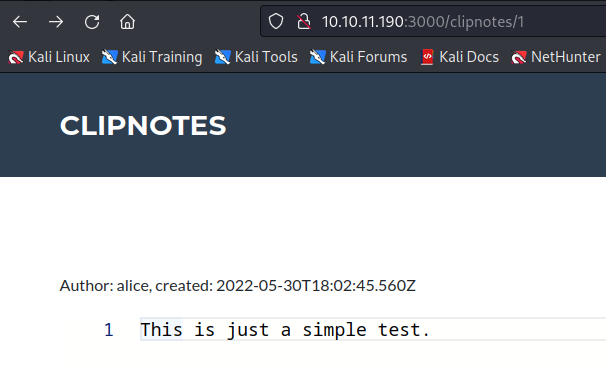 10.10.11.190:3000/clipnotes/1
Kali Linux Kali Training Kali Tools Kali Forums Kali Docs NetHunter
CLIPNOTES
Author: alice, created: 2022-05-30T18:02:45.560Z
1 This is just a simple test.